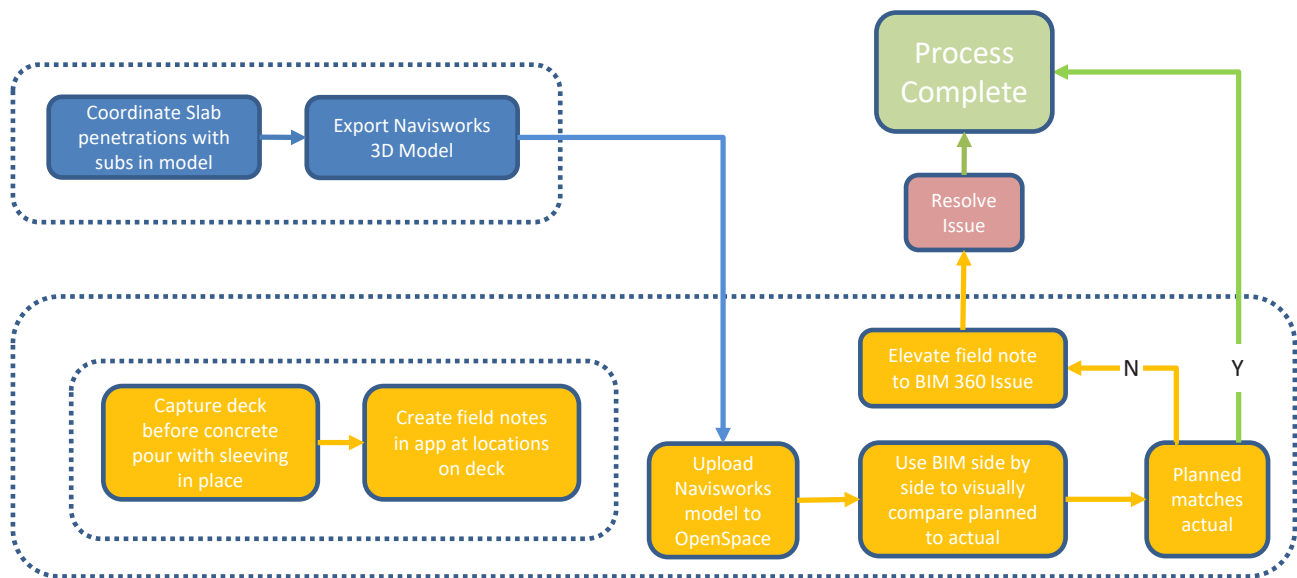 Coordinate Slab
penetrations with
subs in model
Export Navisworks
3D Model
Process
Complete
Resolve
Issue
Elevate field note
to BIM 360 Issue
N
Y
Capture deck
before concrete
pour with sleeving
in place
Create field notes
in app at locations
on deck
Upload
Navisworks
model to
OpenSpace
Use BIM side by
side to visually
compare planned
to actual
Planned
matches
actual